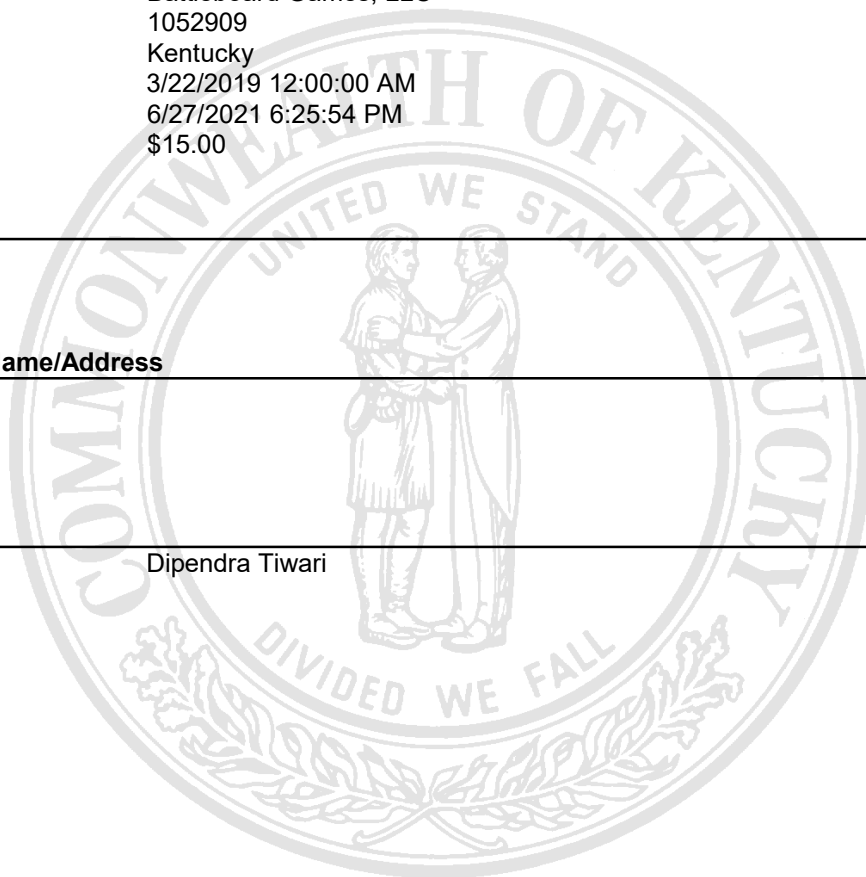 1052909
Kentucky
3/22/2019 12:00:00 AM
6/27/2021 6:25:54 PM
$15.00
COMMONWEALTH OF KENTUCKY
UNITED WE STAND
ame/Address
Dipendra Tiwari
DIVIDED WE FALL